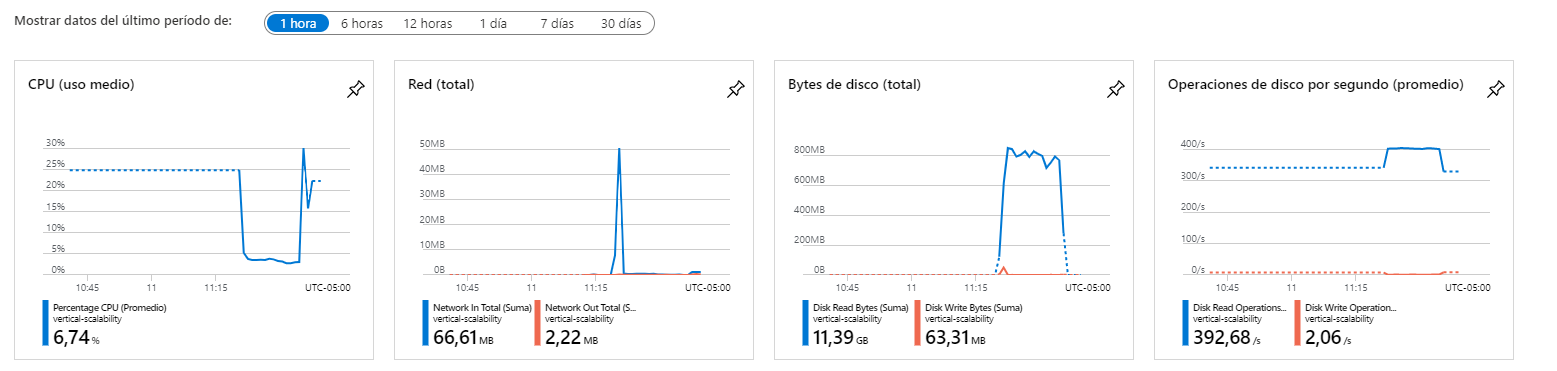 Mostrar datos del último período de:
1 hora 6 horas 12 horas 1 día 7 días 30 días
CPU (uso medio)
30%
25%
20%
15%
10%
5%
0%
10:45 11 11:15 UTC-05:00
Percentage CPU (Promedio)
vertical-scalability
6,74 %
Red (total)
50MB
40MB
30MB
20MB
10MB
0B
10:45 11 11:15 UTC-05:00
Network In Total (Suma) Network Out Total (S...
vertical-scalability vertical-scalability
66,61 MB 2,22 MB
Bytes de disco (total)
800MB
600MB
400MB
200MB
0B
10:45 11 11:15 UTC-05:00
Disk Read Bytes (Suma) Disk Write Bytes (Suma)
vertical-scalability vertical-scalability
11,39 GB 63,31 MB
Operaciones de disco por segundo (promedio)
400/s
300/s
200/s
100/s
0/s
10:45 11 11:15 UTC-05:00
Disk Read Operations... Disk Write Operation...
vertical-scalability vertical-scalability
392,68 /s 2,06 /s